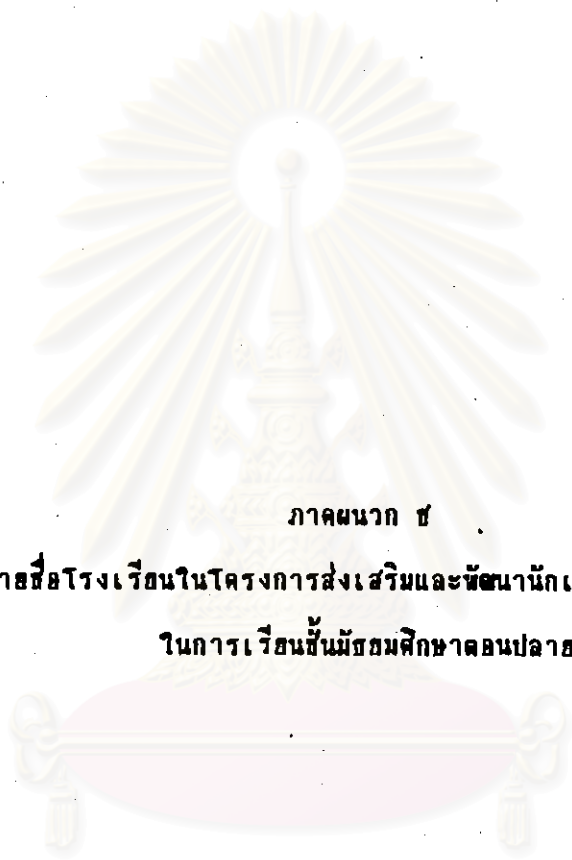 ภาคผนวก ช
ายชื่อโรงเรียนในโครงการส่งเสริมและพัฒนานักเ
ในการเรียนชั้นมัธยมศึกษาตอนปลาย